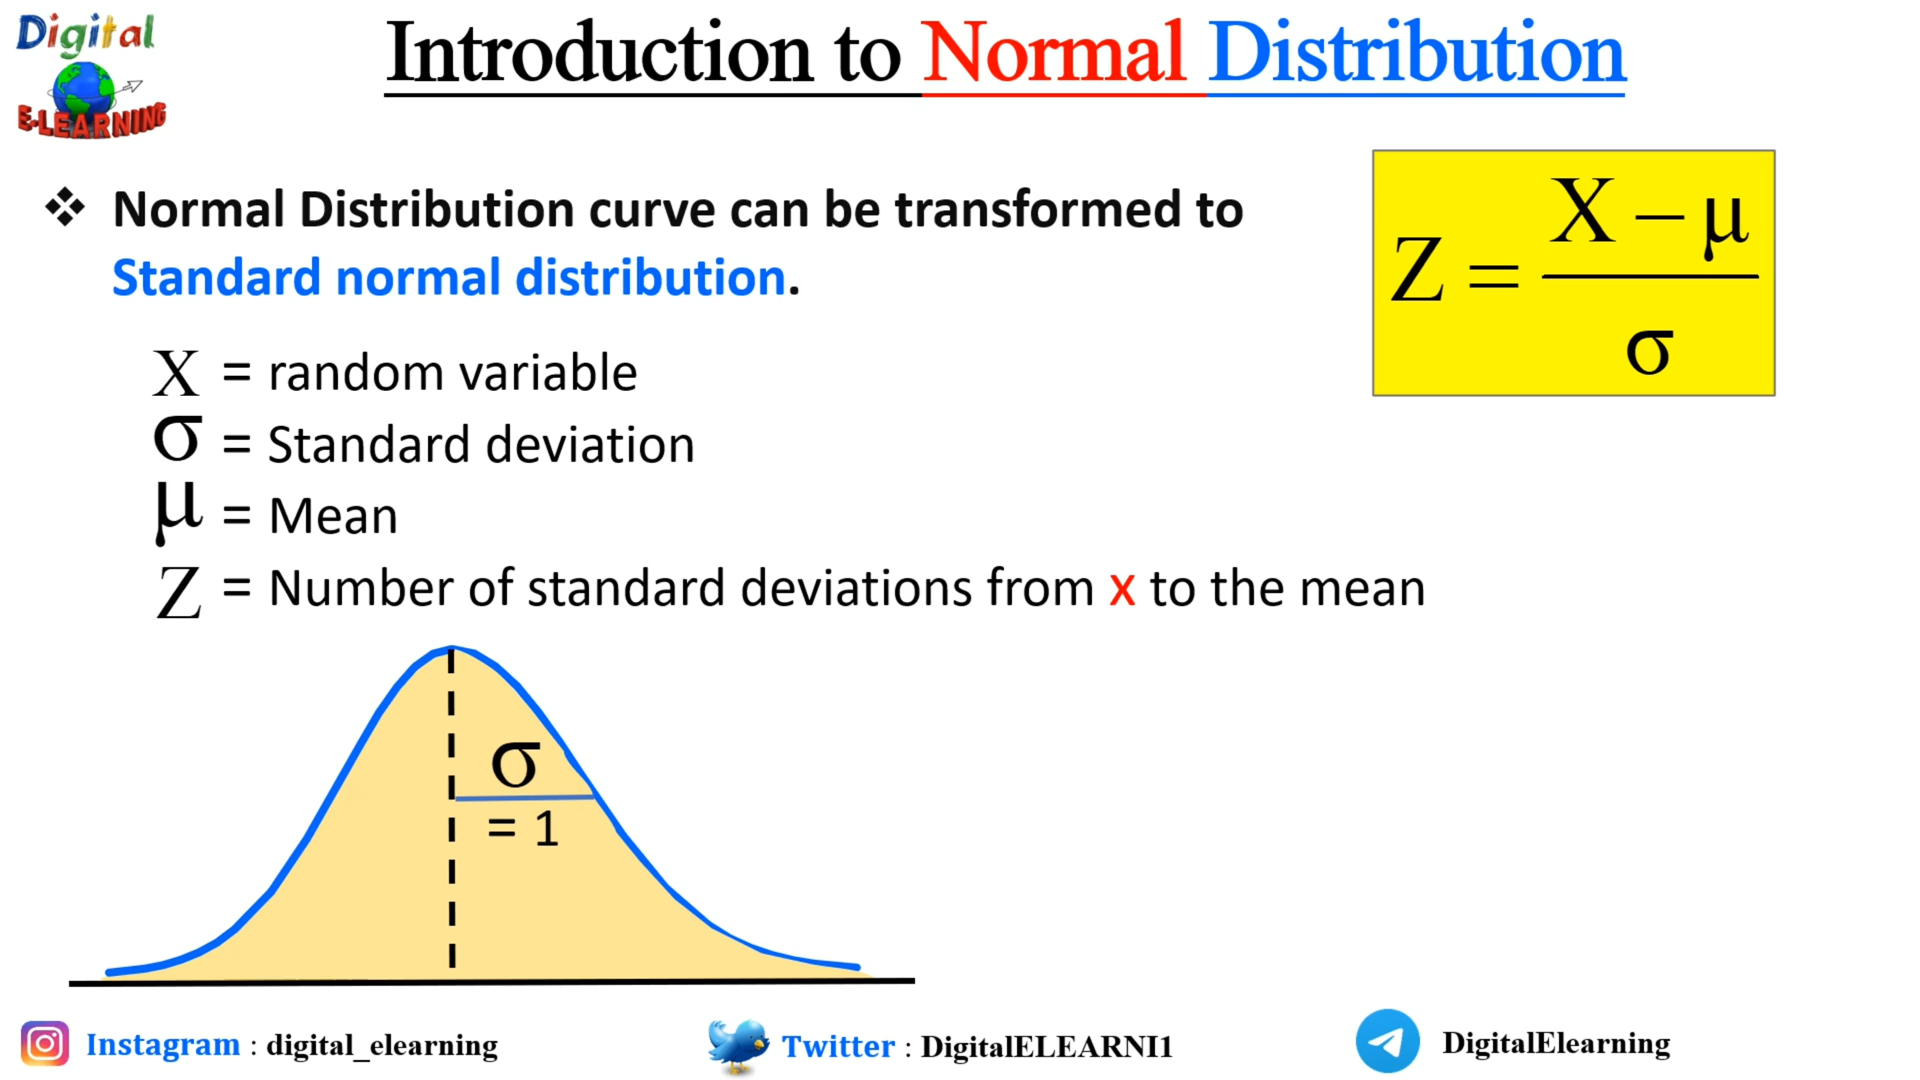 Digital
E-LEARNING
Introduction to Normal Distribution
❖ Normal Distribution curve can be transformed to
Standard normal distribution.
Z = (X – μ) / σ
X = random variable
σ = Standard deviation
μ = Mean
Z = Number of standard deviations from x to the mean
σ
= 1
Instagram : digital_elearning
Twitter : DigitalELEARNI1
DigitalElearning